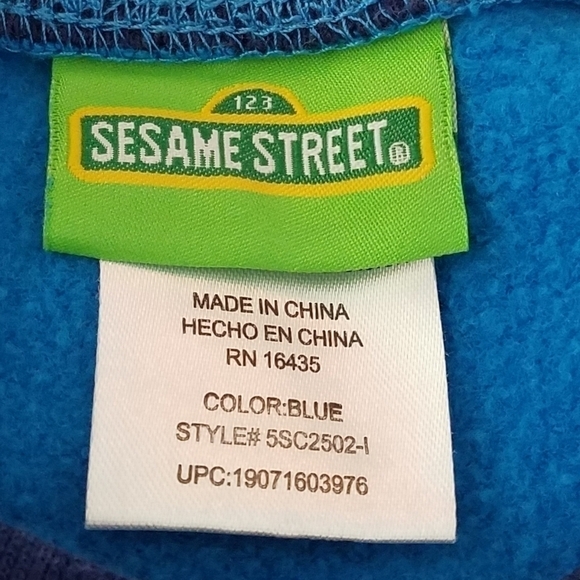 123
SESAME STREET®
MADE IN CHINA
HECHO EN CHINA
RN 16435
COLOR:BLUE
STYLE# 5SC2502-I
UPC:19071603976